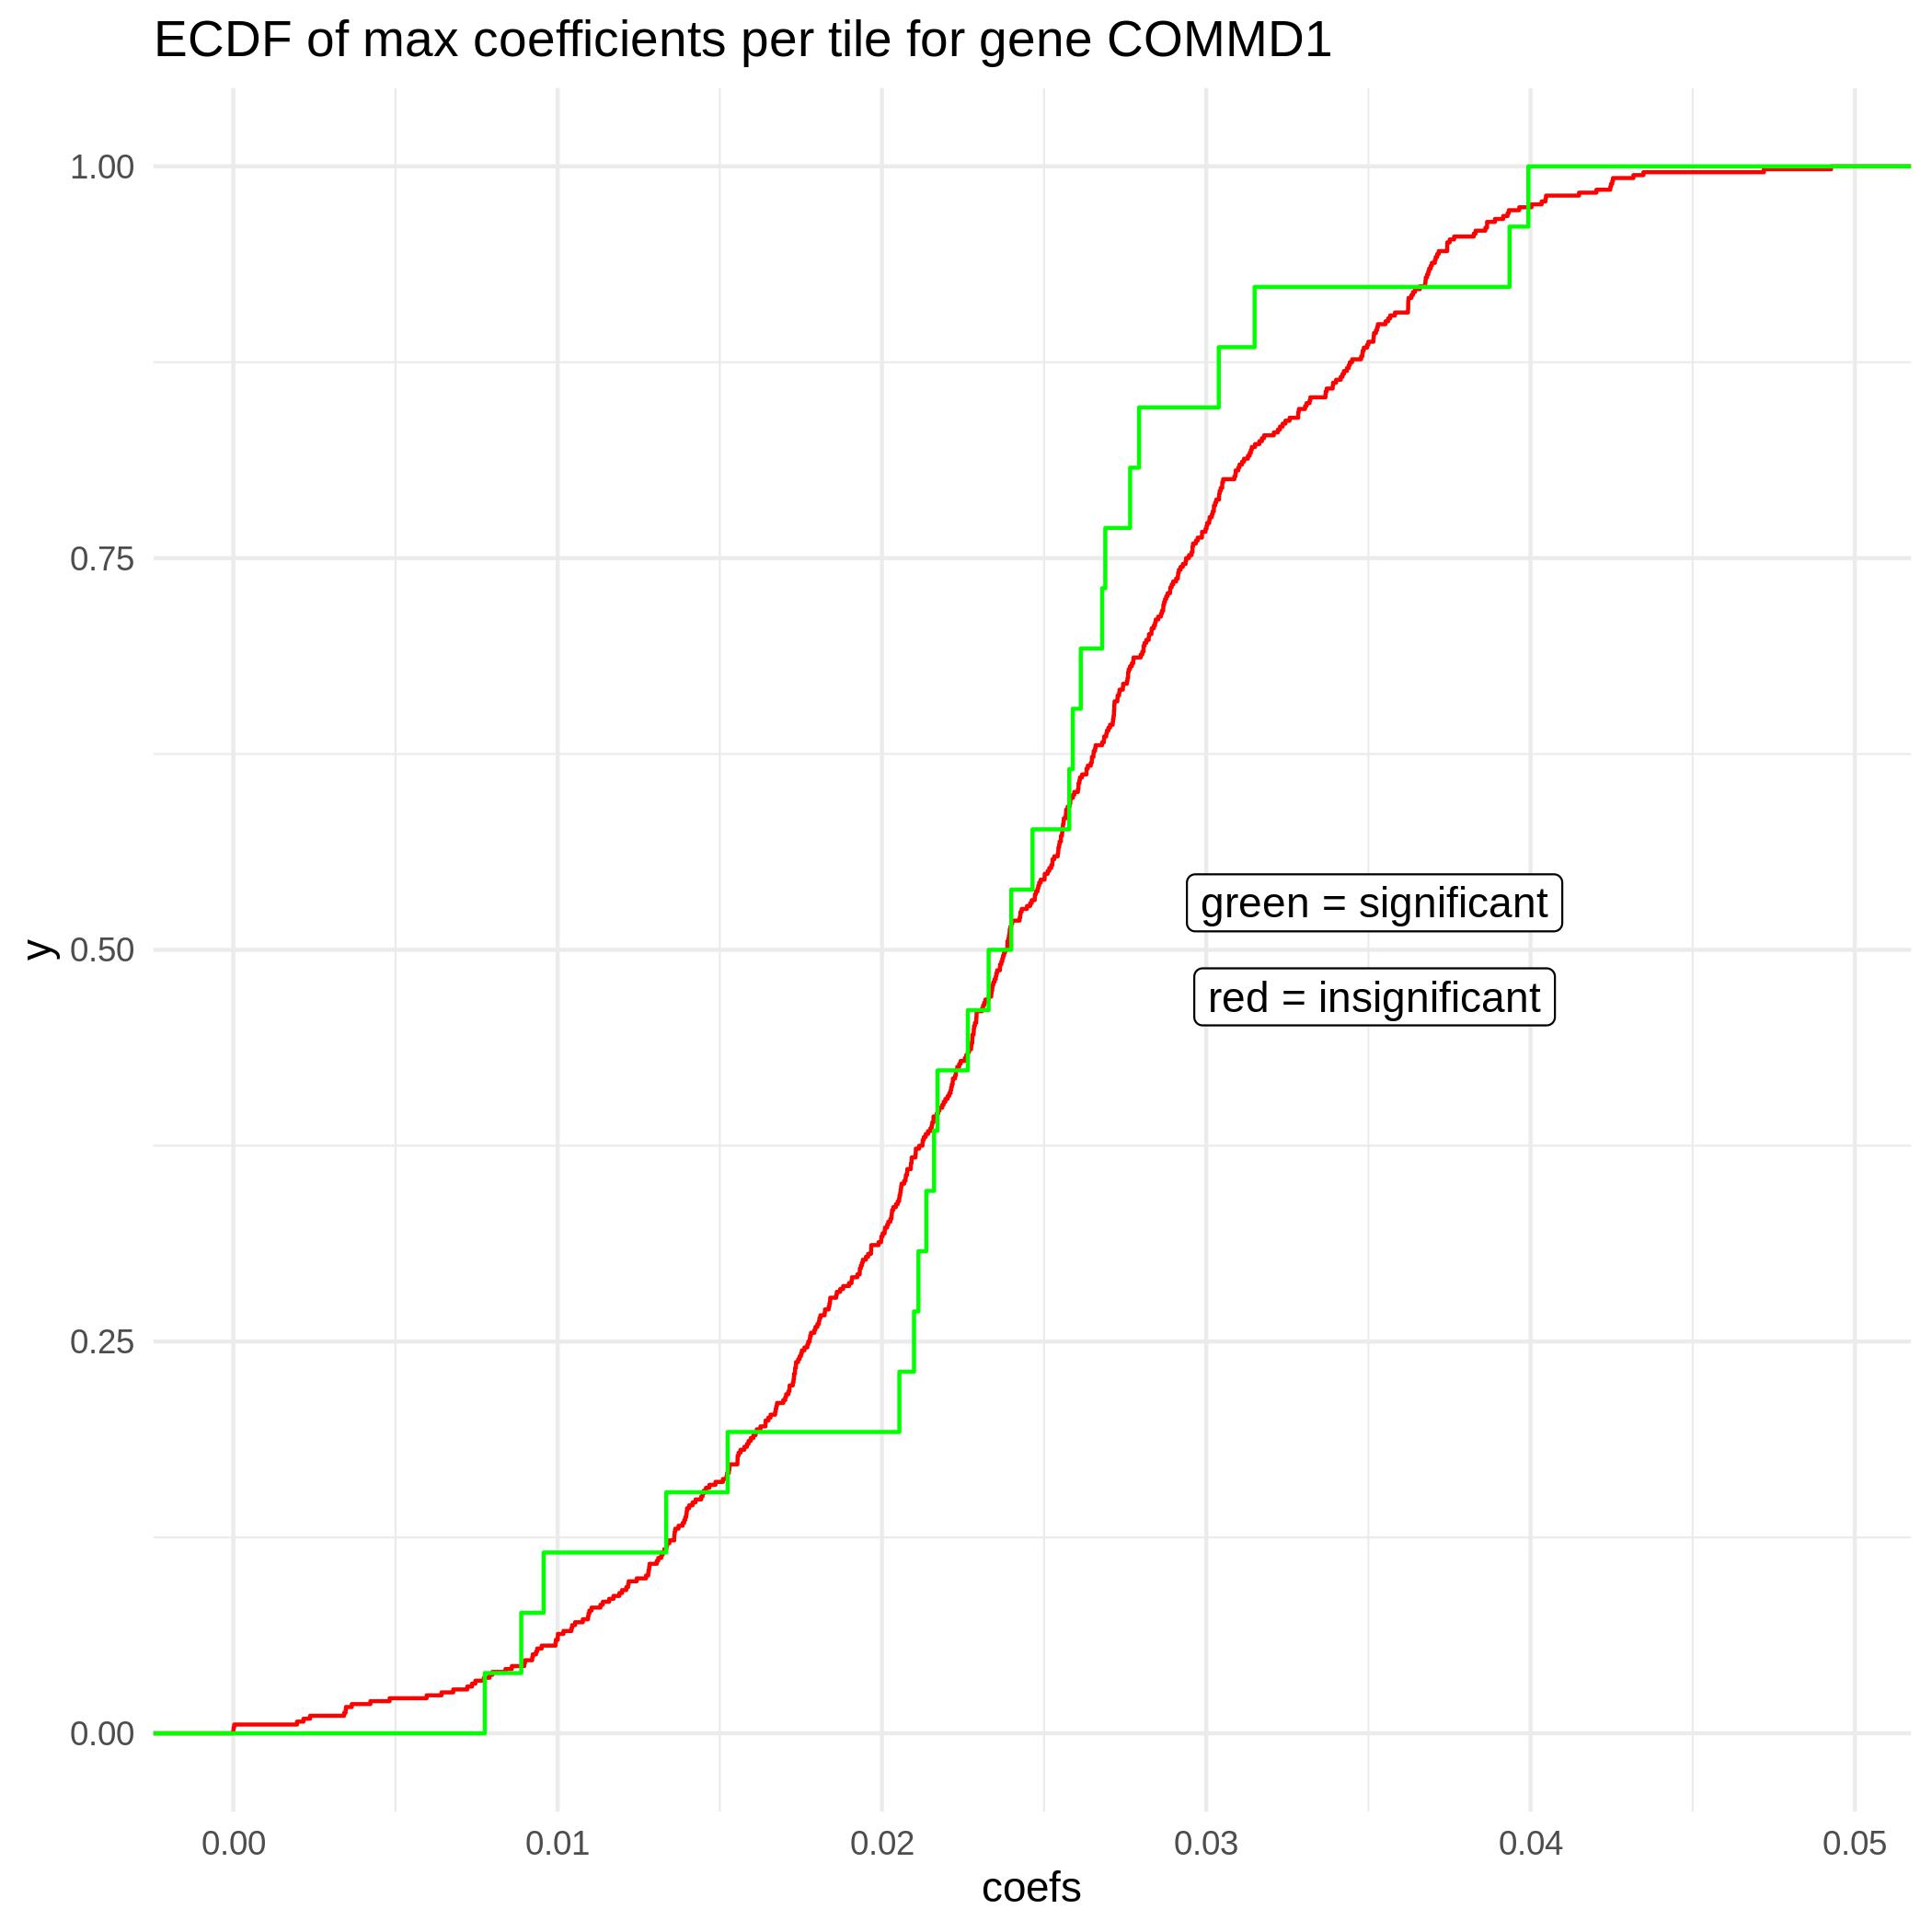 ECDF of max coefficients per tile for gene COMMD1
1.00
0.75
0.50
0.25
0.00
y
green = significant
red = insignificant
0.00 0.01 0.02 0.03 0.04 0.05
coefs